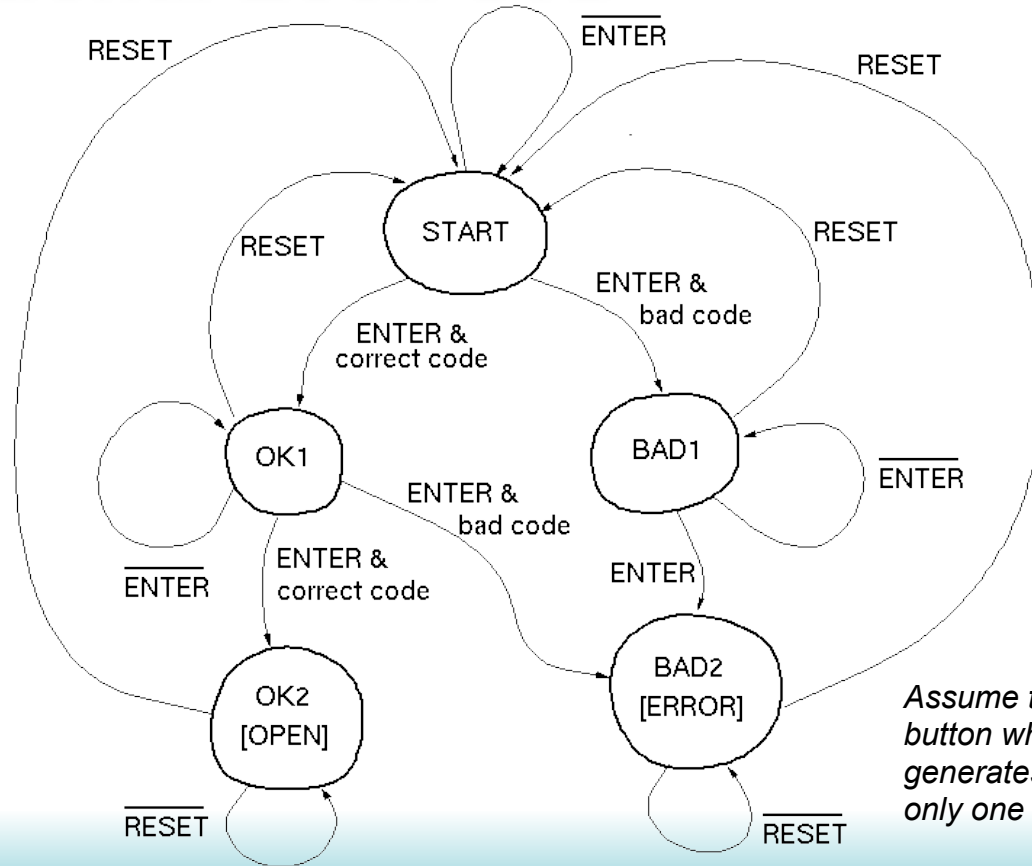 ENTER
RESET
RESET
START
RESET
RESET
ENTER &
bad code
ENTER &
correct code
OK1
BAD1
ENTER
ENTER &
bad code
ENTER
ENTER &
correct code
ENTER
OK2
[OPEN]
BAD2
[ERROR]
Assume t
button wh
generates
only one
RESET
RESET